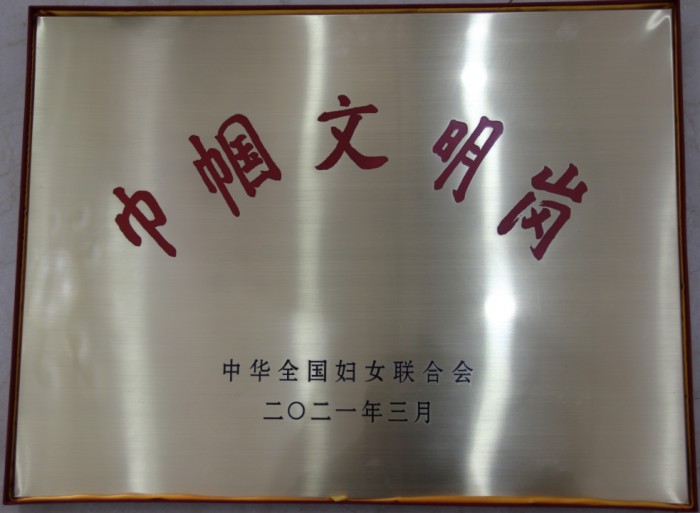 巾帼文明岗
中华全国妇女联合会
二〇二一年三月